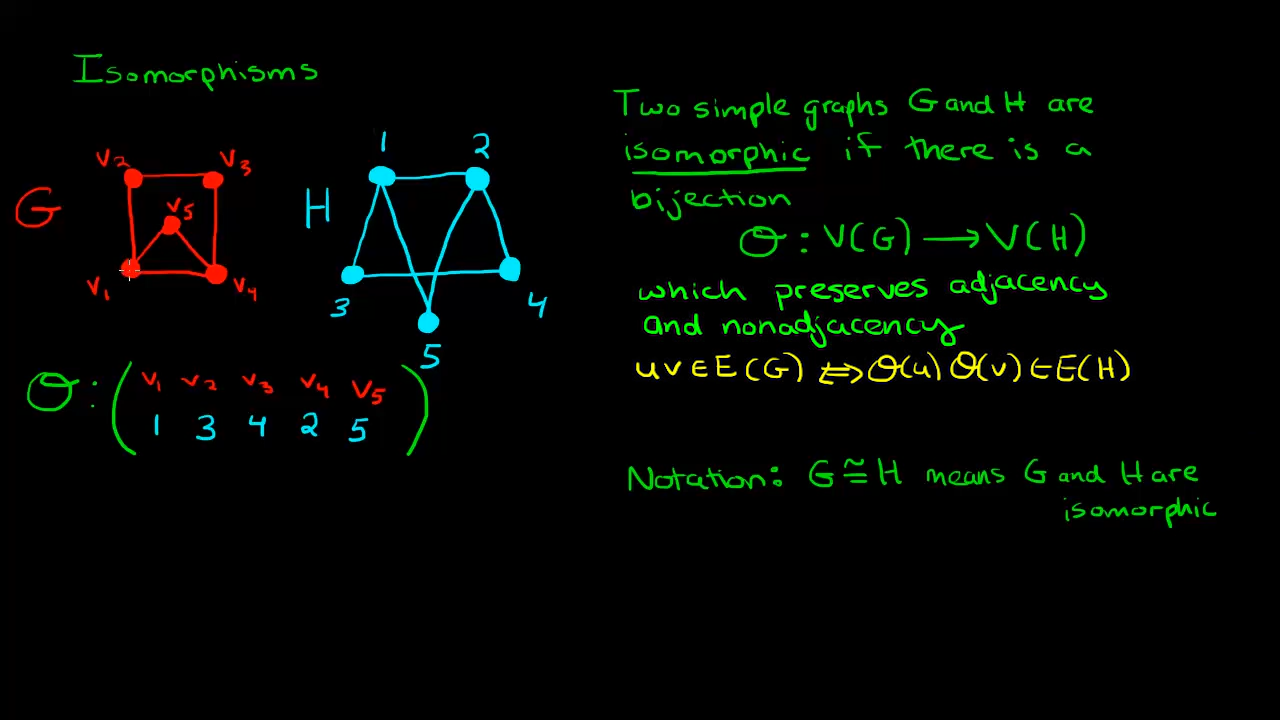 Isomorphisms
G
v₂ v₃
v₅
v₁ v₄
H
1 2
3 4
5
Two simple graphs G and H are
isomorphic if there is a
bijection
Θ : V(G) ⟶ V(H)
which preserves adjacency
and nonadjacency
uv ∈ E(G) ⇔ Θ(u) Θ(v) ∈ E(H)
Θ : ( v₁ v₂ v₃ v₄ v₅
1 3 4 2 5 )
Notation: G ≅ H means G and H are
isomorphic